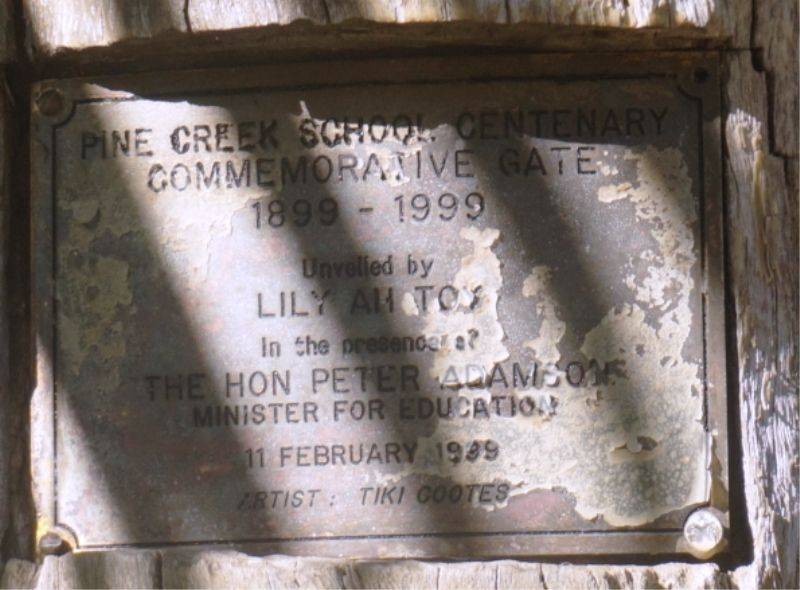 PINE CREEK SCHOOL CENTENARY
COMMEMORATIVE GATE
1899 - 1999
Unveiled by
LILY AH TOY
In the presence of
THE HON PETER ADAMSON
MINISTER FOR EDUCATION
11 FEBRUARY 1999
ARTIST : TIKI COOTES